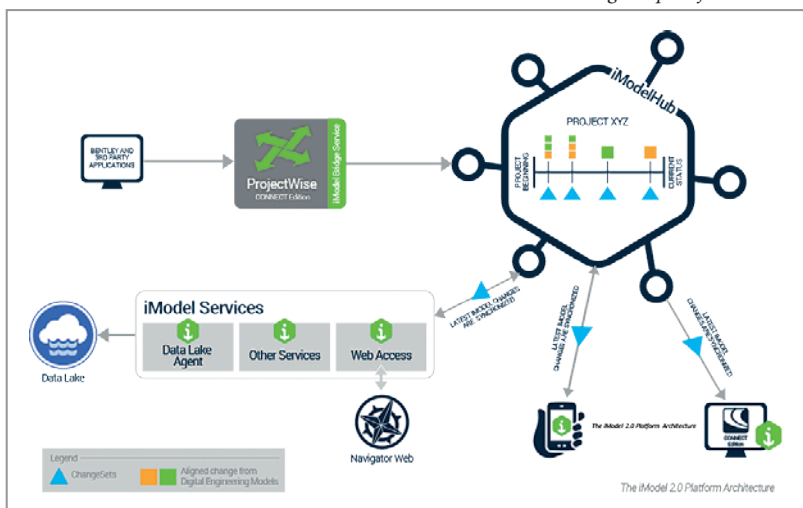 iModelHub
PROJECT XYZ
PROJECT
BEGINNING
CURRENT
STATUS
BENTLEY AND
3RD PARTY
APPLICATIONS
ProjectWise
CONNECT Edition
iModel Bridge Service
LATEST IMODEL CHANGES
ARE SYNCHRONIZED
LATEST IMODEL
CHANGES ARE SYNCHRONIZED
LATEST IMODEL
CHANGES ARE SYNCHRONIZED
iModel Services
Data Lake
Agent
Other Services
Web Access
Data Lake
Navigator Web
The iModel 2.0 Platform Architecture
CONNECT
Edition
Legend
ChangeSets
Aligned change from
Digital Engineering Models
The iModel 2.0 Platform Architecture